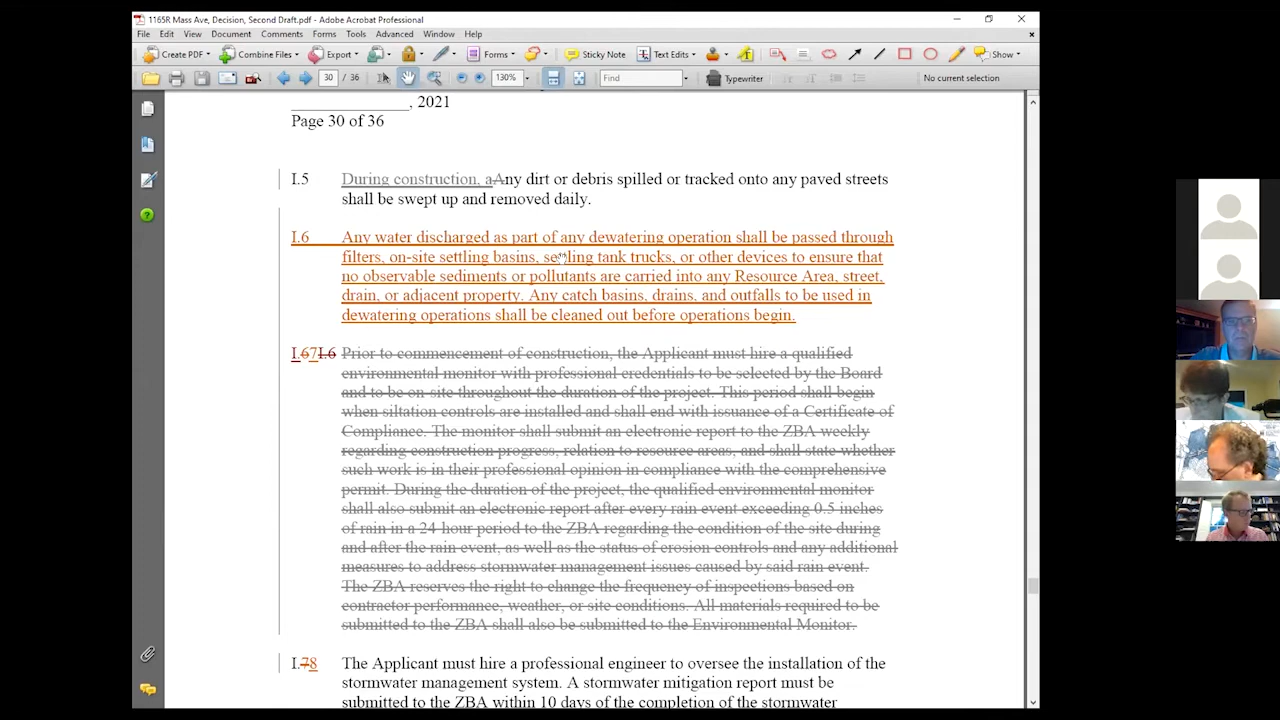 1165R Mass Ave, Decision, Second Draft.pdf - Adobe Acrobat Professional
File Edit View Document Comments Forms Tools Advanced Window Help
Create PDF Combine Files Export Forms Sticky Note Text Edits Show
30 / 36 130% Find Typewriter No current selection
_______________, 2021
Page 30 of 36
I.5 During construction, aAny dirt or debris spilled or tracked onto any paved streets
shall be swept up and removed daily.
I.6 Any water discharged as part of any dewatering operation shall be passed through
filters, on-site settling basins, settling tank trucks, or other devices to ensure that
no observable sediments or pollutants are carried into any Resource Area, street,
drain, or adjacent property. Any catch basins, drains, and outfalls to be used in
dewatering operations shall be cleaned out before operations begin.
I.67I.6 Prior to commencement of construction, the Applicant must hire a qualified
environmental monitor with professional credentials to be selected by the Board
and to be on-site throughout the duration of the project. This period shall begin
when siltation controls are installed and shall end with issuance of a Certificate of
Compliance. The monitor shall submit an electronic report to the ZBA weekly
regarding construction progress, relation to resource areas, and shall state whether
such work is in their professional opinion in compliance with the comprehensive
permit. During the duration of the project, the qualified environmental monitor
shall also submit an electronic report after every rain event exceeding 0.5 inches
of rain in a 24-hour period to the ZBA regarding the condition of the site during
and after the rain event, as well as the status of erosion controls and any additional
measures to address stormwater management issues caused by said rain event.
The ZBA reserves the right to change the frequency of inspections based on
contractor performance, weather, or site conditions. All materials required to be
submitted to the ZBA shall also be submitted to the Environmental Monitor.
I.78 The Applicant must hire a professional engineer to oversee the installation of the
stormwater management system. A stormwater mitigation report must be
submitted to the ZBA within 10 days of the completion of the stormwater